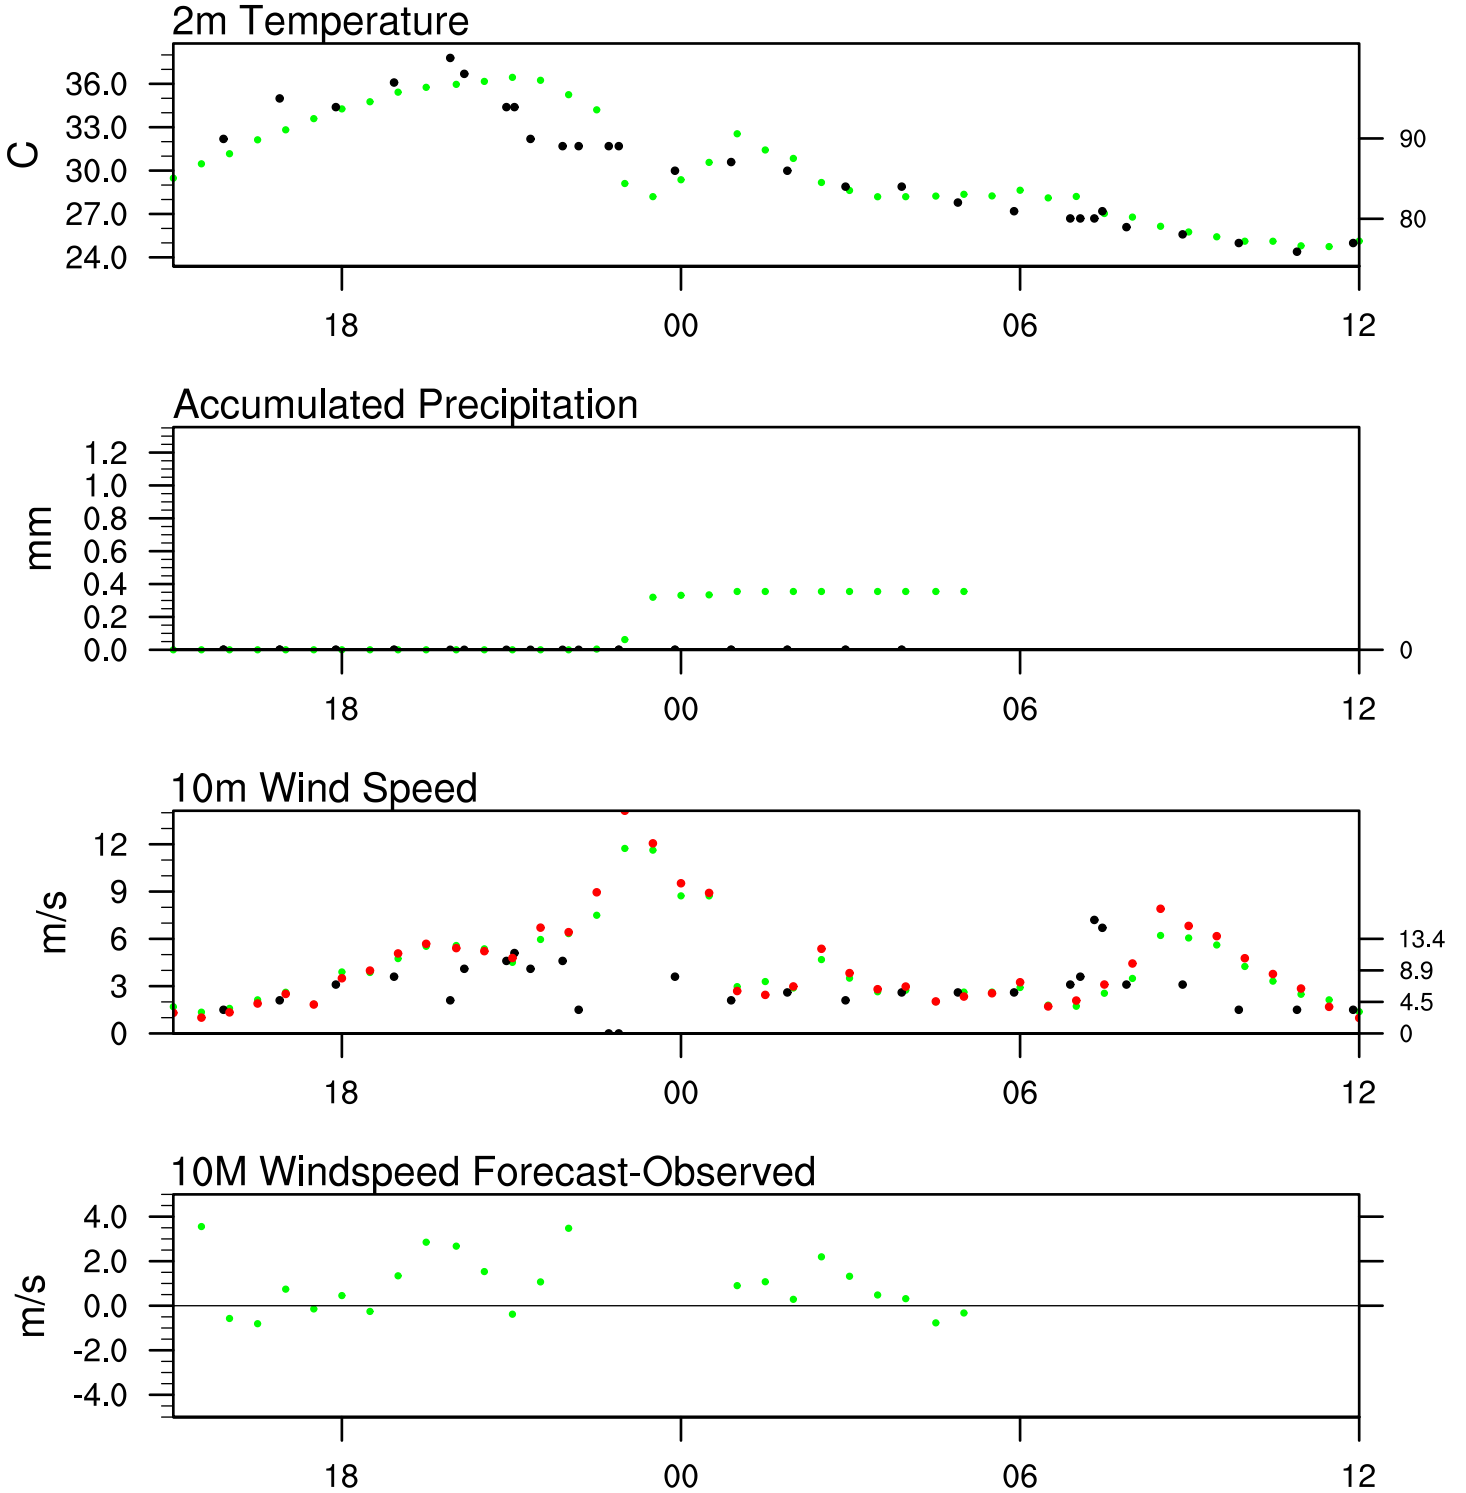 2m Temperature
36.0
33.0
30.0
27.0
24.0
C
90
80
18 00 06 12
Accumulated Precipitation
1.2
1.0
0.8
0.6
0.4
0.2
0.0
mm
0
18 00 06 12
10m Wind Speed
12
9
6
3
0
m/s
13.4
8.9
4.5
0
18 00 06 12
10M Windspeed Forecast-Observed
4.0
2.0
0.0
-2.0
-4.0
m/s
18 00 06 12